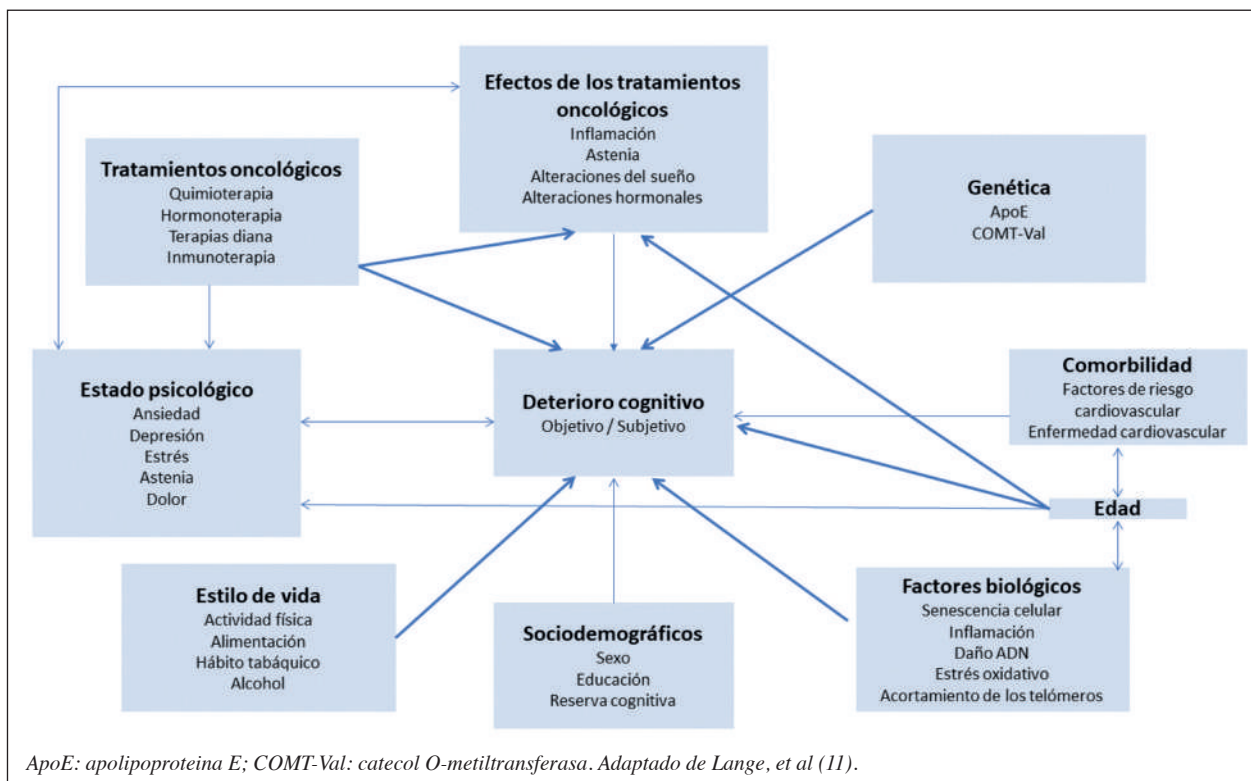 Efectos de los tratamientos
oncológicos
Inflamación
Astenia
Alteraciones del sueño
Alteraciones hormonales
Tratamientos oncológicos
Quimioterapia
Hormonoterapia
Terapias diana
Inmunoterapia
Genética
ApoE
COMT-Val
Estado psicológico
Ansiedad
Depresión
Estrés
Astenia
Dolor
Deterioro cognitivo
Objetivo / Subjetivo
Comorbilidad
Factores de riesgo
cardiovascular
Enfermedad cardiovascular
Edad
Estilo de vida
Actividad física
Alimentación
Hábito tabáquico
Alcohol
Sociodemográficos
Sexo
Educación
Reserva cognitiva
Factores biológicos
Senescencia celular
Inflamación
Daño ADN
Estrés oxidativo
Acortamiento de los telómeros
ApoE: apolipoproteina E; COMT-Val: catecol O-metiltransferasa. Adaptado de Lange, et al (11).